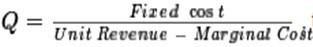 Q = Fixed cost / Unit Revenue − Marginal Cost